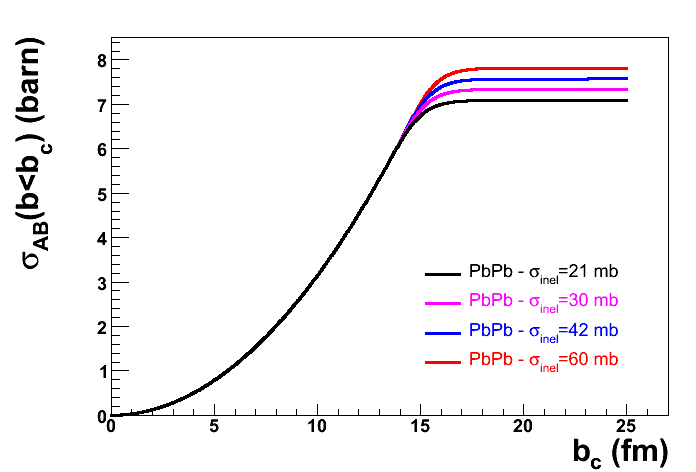 σAB(b<bc) (barn)
8
7
6
5
4
3
2
1
0
PbPb - σinel=21 mb
PbPb - σinel=30 mb
PbPb - σinel=42 mb
PbPb - σinel=60 mb
0 5 10 15 20 25
bc (fm)